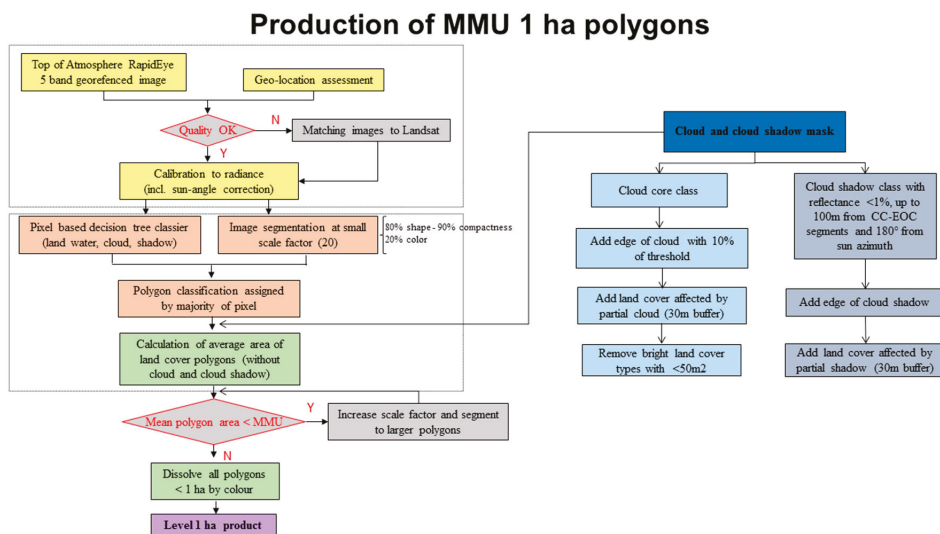 Production of MMU 1 ha polygons
Top of Atmosphere RapidEye
5 band georefenced image
Geo-location assessment
Quality OK
N
Matching images to Landsat
Y
Calibration to radiance
(incl. sun-angle correction)
Pixel based decision tree classier
(land water, cloud, shadow)
Image segmentation at small
scale factor (20)
80% shape - 90% compactness
20% color
Polygon classification assigned
by majority of pixel
Calculation of average area of
land cover polygons (without
cloud and cloud shadow)
Mean polygon area < MMU
Y
Increase scale factor and segment
to larger polygons
N
Dissolve all polygons
< 1 ha by colour
Level 1 ha product
Cloud and cloud shadow mask
Cloud core class
Add edge of cloud with 10%
of threshold
Add land cover affected by
partial cloud (30m buffer)
Remove bright land cover
types with <50m2
Cloud shadow class with
reflectance <1%, up to
100m from CC-EOC
segments and 180° from
sun azimuth
Add edge of cloud shadow
Add land cover affected by
partial shadow (30m buffer)